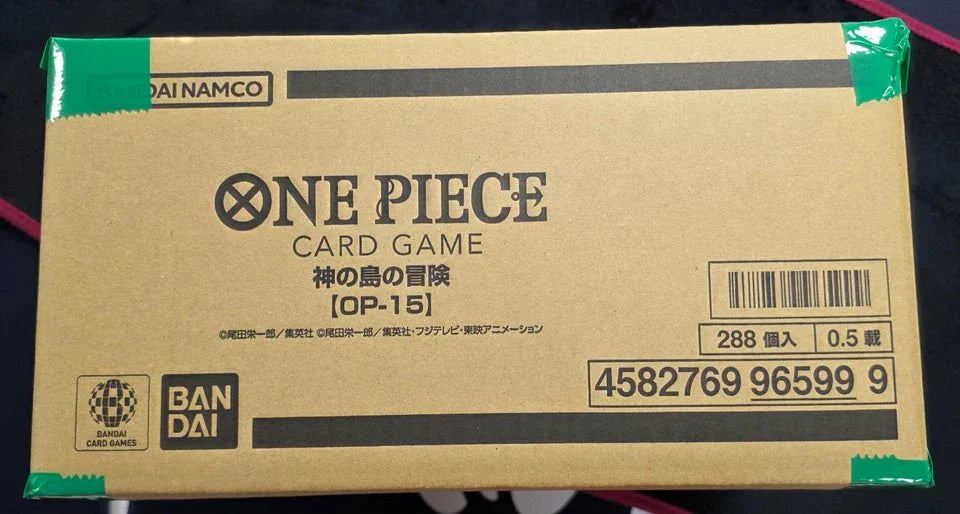 BANDAI NAMCO
ONE PIECE
CARD GAME
神の島の冒険
【OP-15】
©尾田栄一郎／集英社 ©尾田栄一郎／集英社・フジテレビ・東映アニメーション
288 個入
0.5 載
4582769 96599 9
BANDAI
CARD GAMES
BAN
DAI